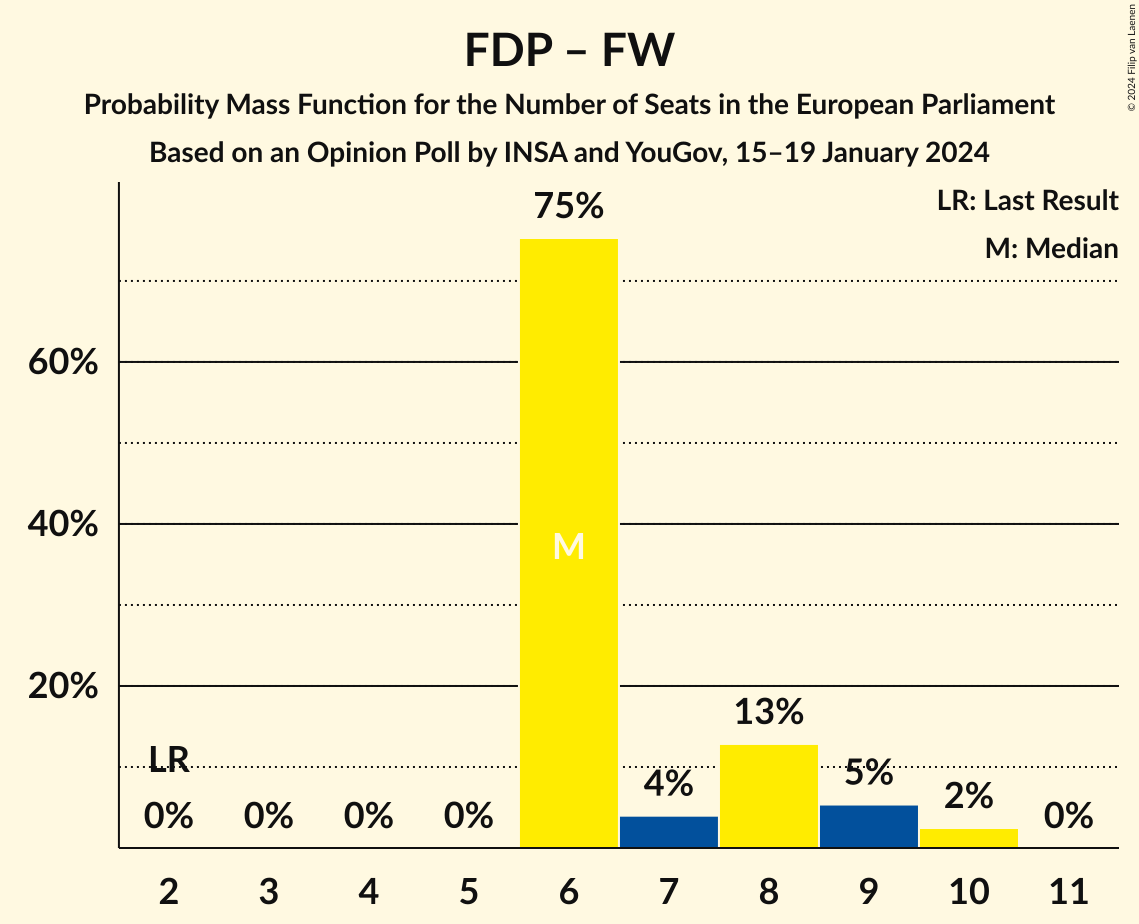 FDP – FW
Probability Mass Function for the Number of Seats in the European Parliament
Based on an Opinion Poll by INSA and YouGov, 15–19 January 2024
© 2024 Filip van Laenen
LR: Last Result
M: Median
75%
60%
40%
M
20%
13%
LR
4%
5%
2%
0%
0%
0%
0%
0%
2
3
4
5
6
7
8
9
10
11